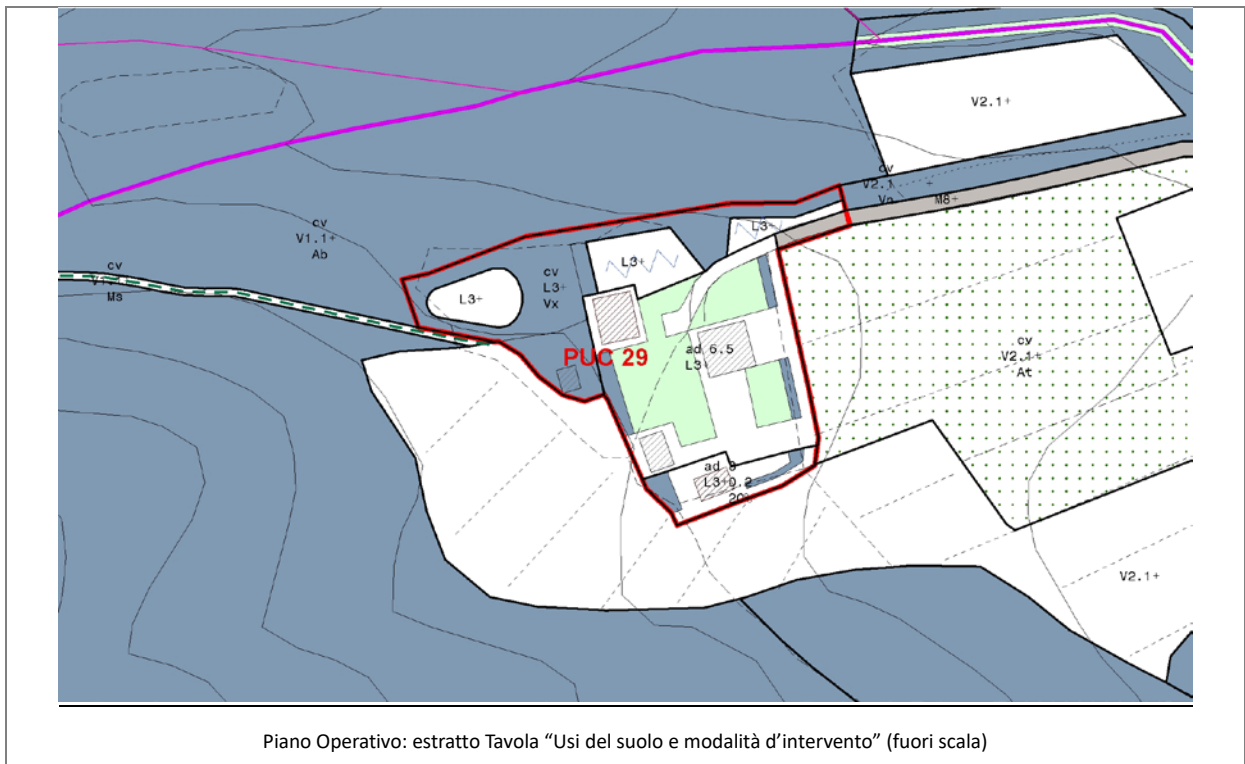 V2.1+
cv
V2.1 +
Vp M8+
cv
V1.1+
Ab
L3+
L3+
cv
Ms
cv
L3+
Vx
L3+
PUC 29
ad 6.5
L3+
cv
V2.1+
At
ad 8
L3+0.2
20%
V2.1+
Piano Operativo: estratto Tavola “Usi del suolo e modalità d’intervento” (fuori scala)